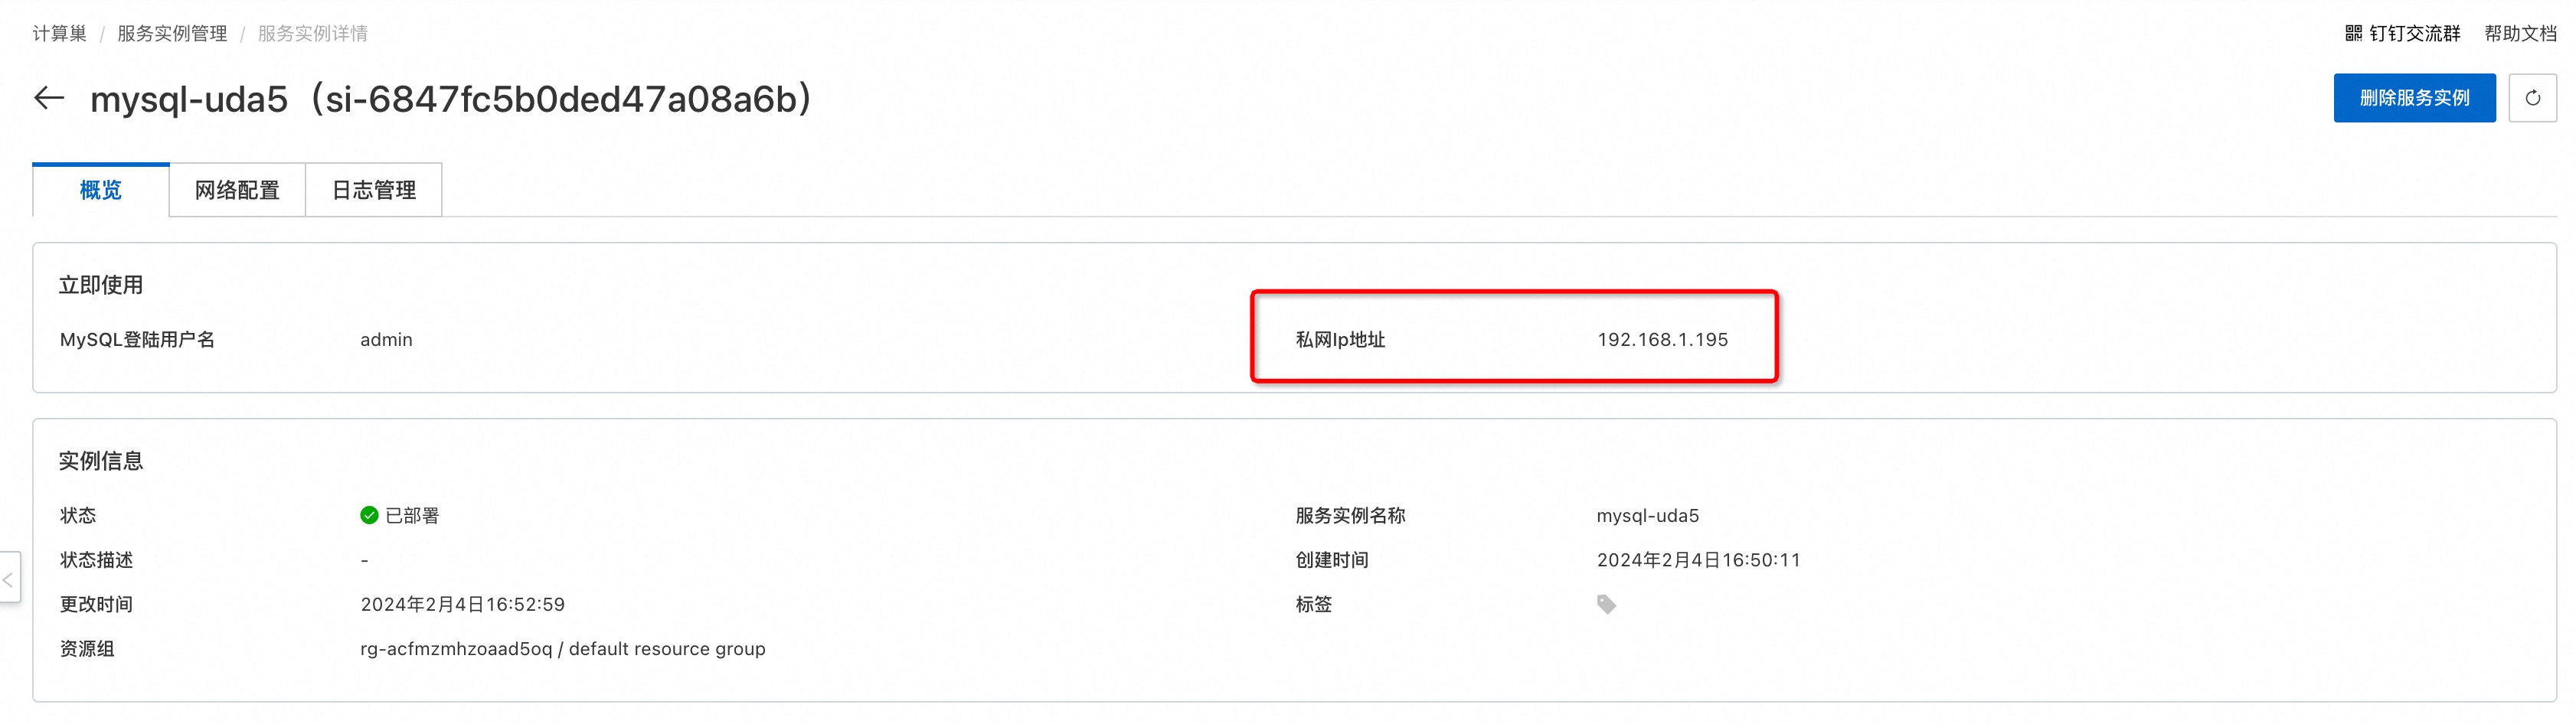 计算巢 / 服务实例管理 / 服务实例详情 钉钉交流群 帮助文档
mysql-uda5（si-6847fc5b0ded47a08a6b） 删除服务实例
概览 网络配置 日志管理
立即使用
MySQL登陆用户名 admin 私网Ip地址 192.168.1.195
实例信息
状态 已部署 服务实例名称 mysql-uda5
状态描述 - 创建时间 2024年2月4日16:50:11
更改时间 2024年2月4日16:52:59 标签
资源组 rg-acfmzmhzoaad5oq / default resource group